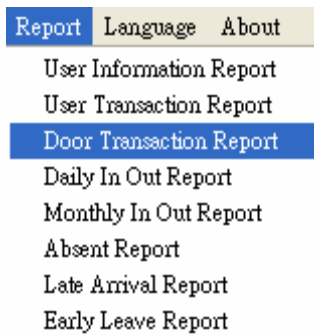 Report Language About
User Information Report
User Transaction Report
Door Transaction Report
Daily In Out Report
Monthly In Out Report
Absent Report
Late Arrival Report
Early Leave Report